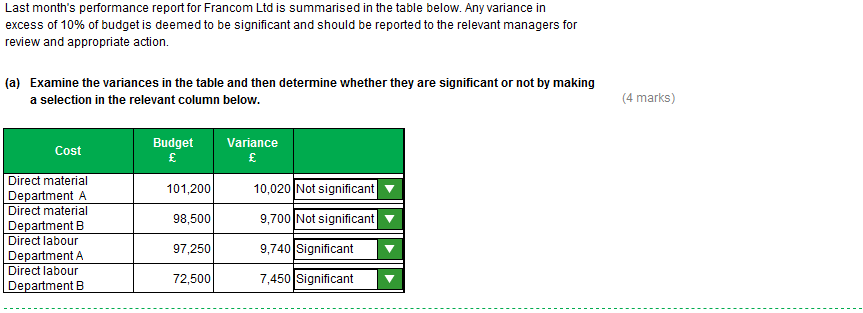 Last month's performance report for Francom Ltd is summarised in the table below. Any variance in
excess of 10% of budget is deemed to be significant and should be reported to the relevant managers for
review and appropriate action.
(a) Examine the variances in the table and then determine whether they are significant or not by making
a selection in the relevant column below.
(4 marks)
Cost Budget £ Variance £
Direct material Department A 101,200 10,020 Not significant
Direct material Department B 98,500 9,700 Not significant
Direct labour Department A 97,250 9,740 Significant
Direct labour Department B 72,500 7,450 Significant